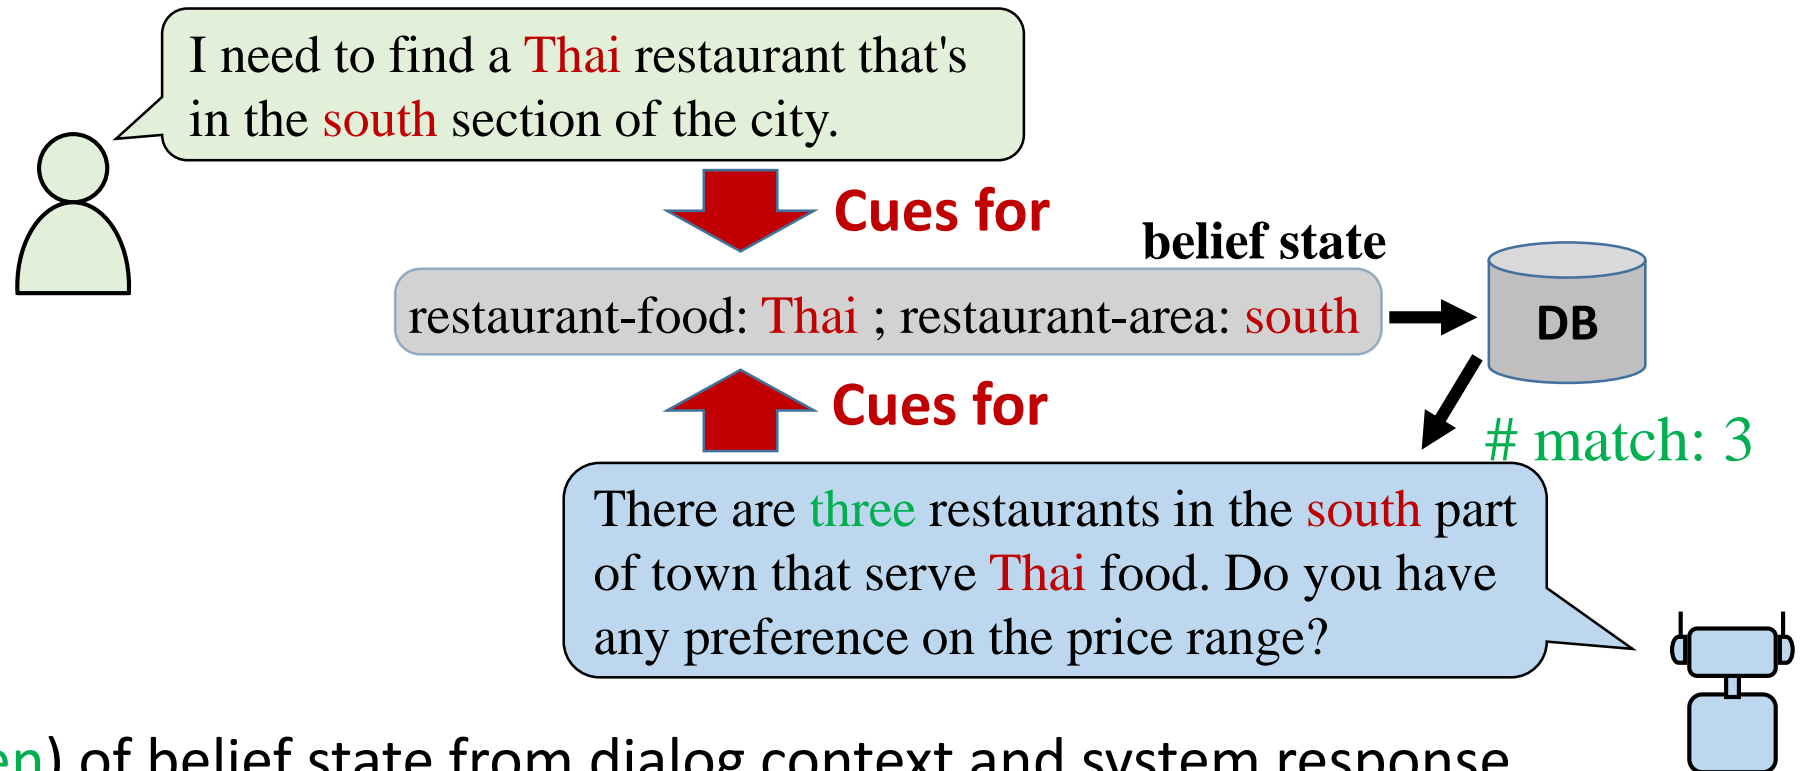 I need to find a Thai restaurant that's
in the south section of the city.
Cues for
belief state
restaurant-food: Thai ; restaurant-area: south
DB
Cues for
# match: 3
There are three restaurants in the south part
of town that serve Thai food. Do you have
any preference on the price range?
) of belief state from dialog context and system response